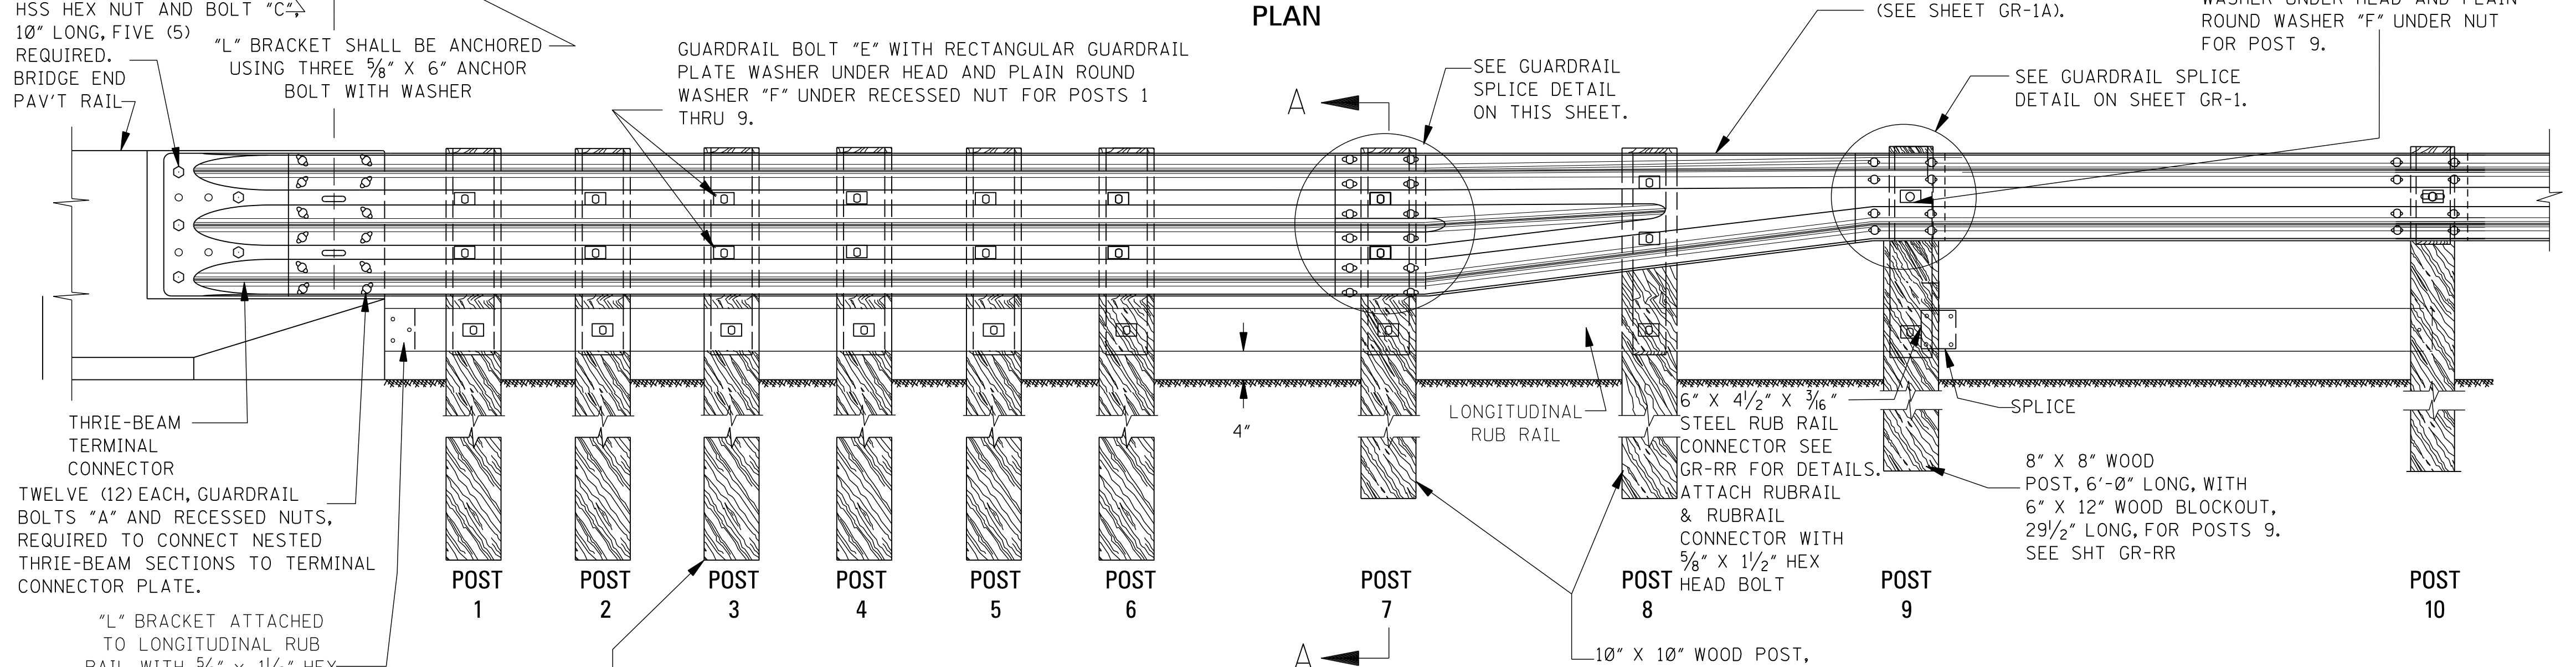 HSS HEX NUT AND BOLT "C",
10" LONG, FIVE (5)
REQUIRED.
BRIDGE END
PAV'T RAIL
"L" BRACKET SHALL BE ANCHORED
USING THREE 5/8" X 6" ANCHOR
BOLT WITH WASHER
GUARDRAIL BOLT "E" WITH RECTANGULAR GUARDRAIL
PLATE WASHER UNDER HEAD AND PLAIN ROUND
WASHER "F" UNDER RECESSED NUT FOR POSTS 1
THRU 9.
PLAN
A
SEE GUARDRAIL
SPLICE DETAIL
ON THIS SHEET.
(SEE SHEET GR-1A).
WASHER UNDER HEAD AND PLAIN
ROUND WASHER "F" UNDER NUT
FOR POST 9.
SEE GUARDRAIL SPLICE
DETAIL ON SHEET GR-1.
THRIE-BEAM
TERMINAL
CONNECTOR
TWELVE (12) EACH, GUARDRAIL
BOLTS "A" AND RECESSED NUTS,
REQUIRED TO CONNECT NESTED
THRIE-BEAM SECTIONS TO TERMINAL
CONNECTOR PLATE.
"L" BRACKET ATTACHED
TO LONGITUDINAL RUB
RAIL WITH 5/8" X 1 1/2" HEX
4"
LONGITUDINAL
RUB RAIL
6" X 4 1/2" X 3/16"
STEEL RUB RAIL
CONNECTOR SEE
GR-RR FOR DETAILS.
ATTACH RUBRAIL
& RUBRAIL
CONNECTOR WITH
5/8" X 1 1/2" HEX
HEAD BOLT
SPLICE
8" X 8" WOOD
POST, 6'-0" LONG, WITH
6" X 12" WOOD BLOCKOUT,
29 1/2" LONG, FOR POSTS 9.
SEE SHT GR-RR
POST
1
POST
2
POST
3
POST
4
POST
5
POST
6
POST
7
POST
8
POST
9
POST
10
A
10" X 10" WOOD POST,